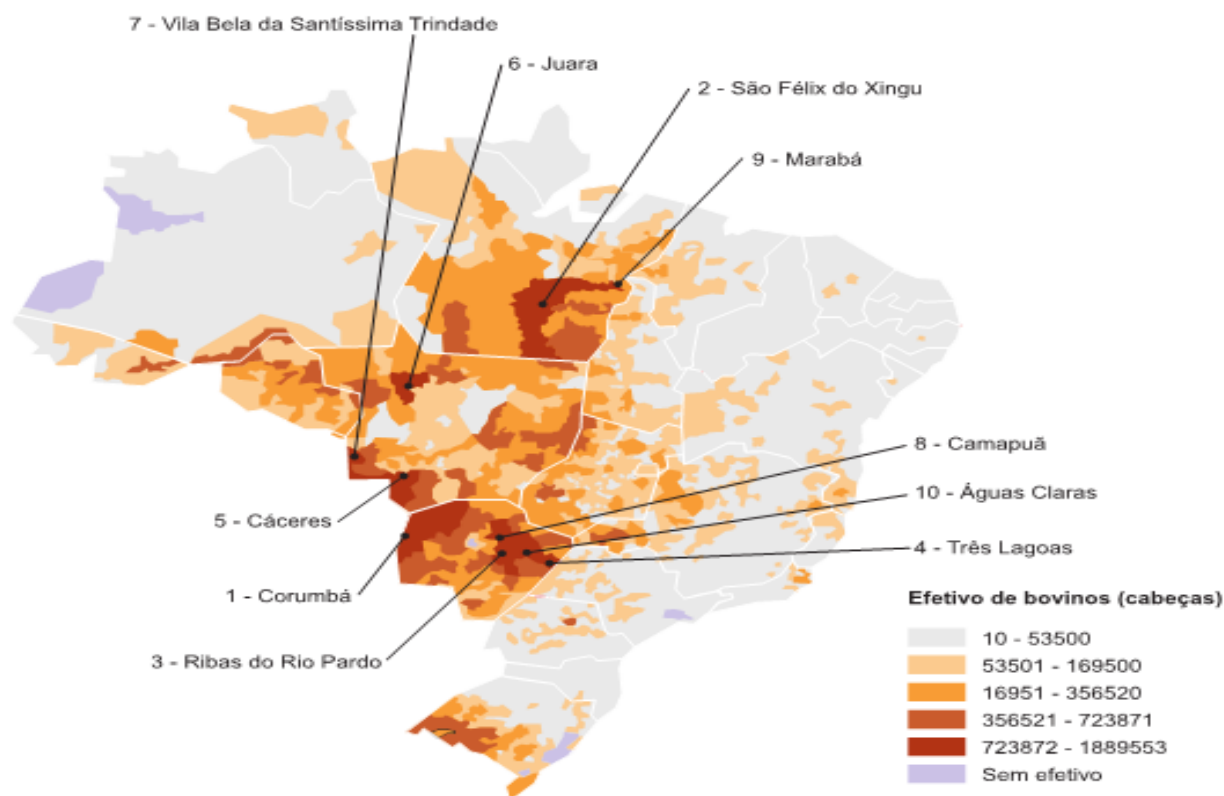 7 - Vila Bela da Santíssima Trindade
6 - Juara
2 - São Félix do Xingu
9 - Marabá
8 - Camapuã
10 - Águas Claras
5 - Cáceres
4 - Três Lagoas
1 - Corumbá
3 - Ribas do Rio Pardo
Efetivo de bovinos (cabeças)
10 - 53500
53501 - 169500
16951 - 356520
356521 - 723871
723872 - 1889553
Sem efetivo